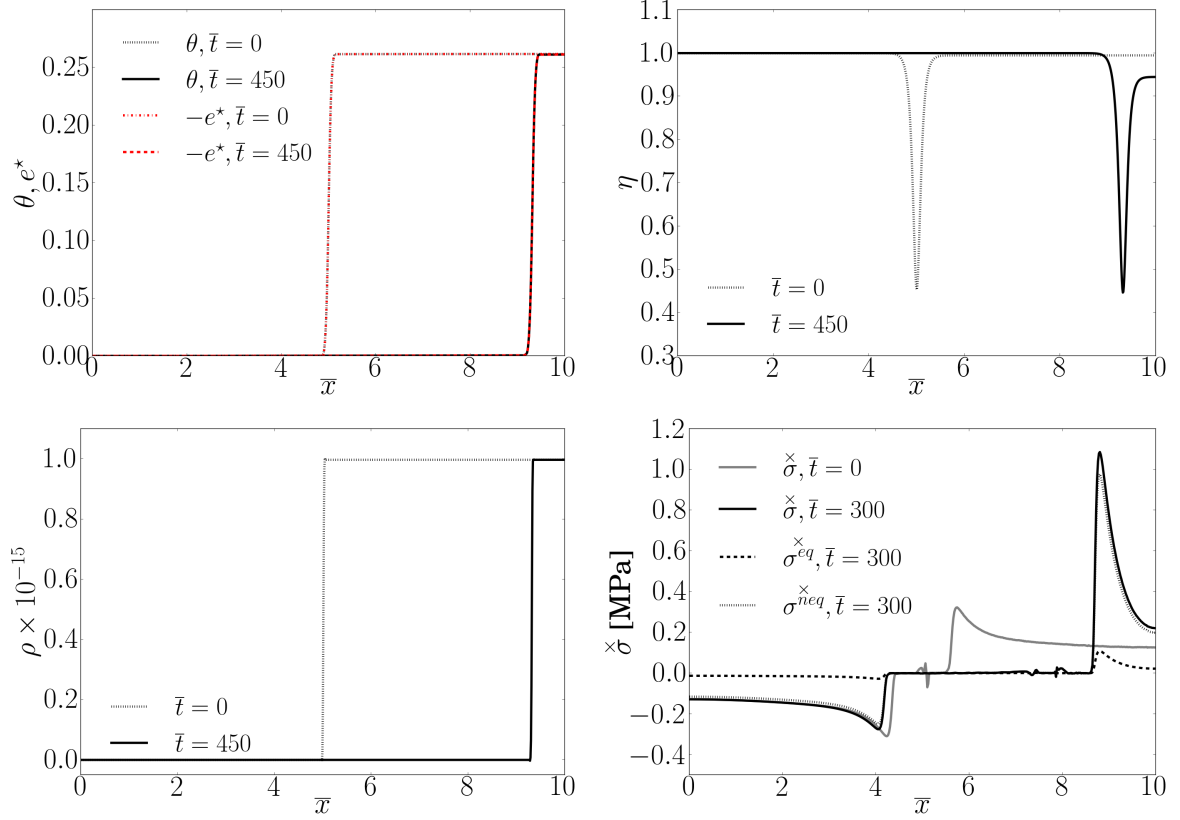 0.25
0.20
0.15
0.10
0.05
0.00
θ, e⋆
θ, t̅ = 0
θ, t̅ = 450
−e⋆, t̅ = 0
−e⋆, t̅ = 450
0 2 4 6 8 10
x̅
1.1
1.0
0.9
0.8
0.7
0.6
0.5
0.4
0.3
η
t̅ = 0
t̅ = 450
0 2 4 6 8 10
x̅
1.0
0.8
0.6
0.4
0.2
0.0
ρ × 10⁻¹⁵
t̅ = 0
t̅ = 450
0 2 4 6 8 10
x̅
1.2
1.0
0.8
0.6
0.4
0.2
0.0
−0.2
−0.4
σ̽ [MPa]
σ̽, t̅ = 0
σ̽, t̅ = 300
σ̽^{eq}, t̅ = 300
σ̽^{neq}, t̅ = 300
0 2 4 6 8 10
x̅